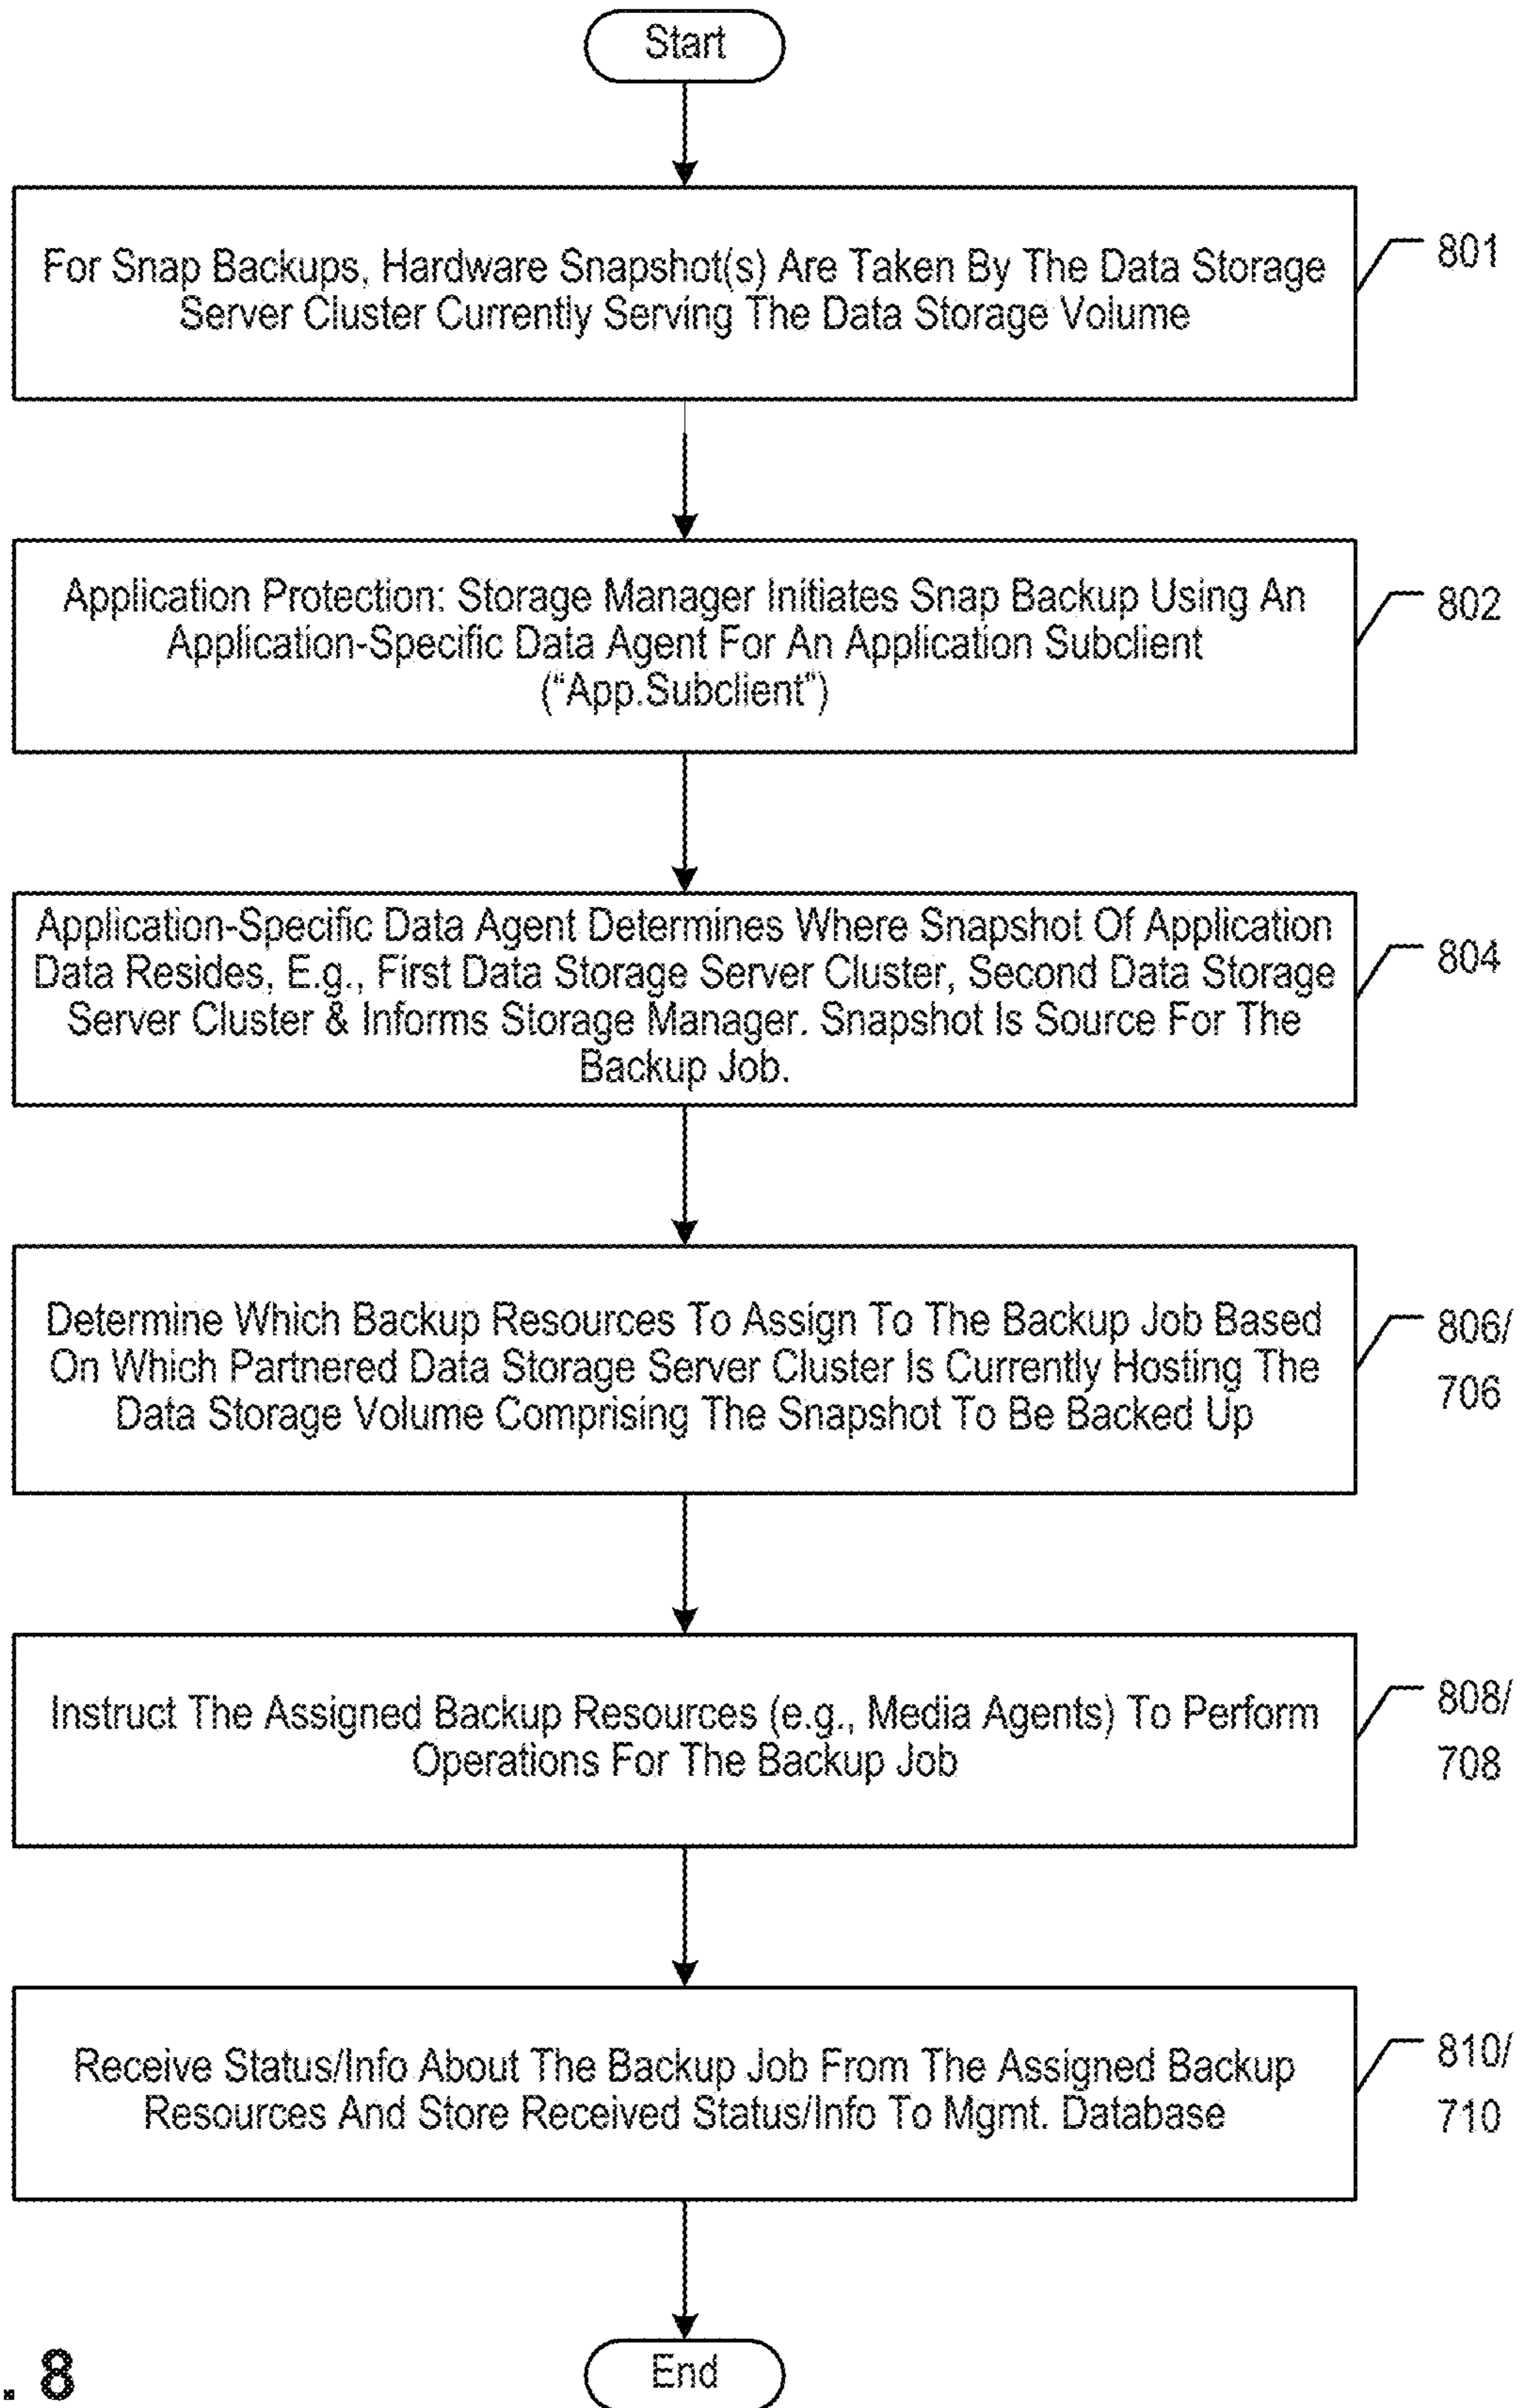 Start
For Snap Backups, Hardware Snapshot(s) Are Taken By The Data Storage
Server Cluster Currently Serving The Data Storage Volume
801
Application Protection: Storage Manager Initiates Snap Backup Using An
Application-Specific Data Agent For An Application Subclient
("App.Subclient")
802
Application-Specific Data Agent Determines Where Snapshot Of Application
Data Resides, E.g., First Data Storage Server Cluster, Second Data Storage
Server Cluster & Informs Storage Manager. Snapshot Is Source For The
Backup Job.
804
Determine Which Backup Resources To Assign To The Backup Job Based
On Which Partnered Data Storage Server Cluster Is Currently Hosting The
Data Storage Volume Comprising The Snapshot To Be Backed Up
806/
706
Instruct The Assigned Backup Resources (e.g., Media Agents) To Perform
Operations For The Backup Job
808/
708
Receive Status/Info About The Backup Job From The Assigned Backup
Resources And Store Received Status/Info To Mgmt. Database
810/
710
End
. 8